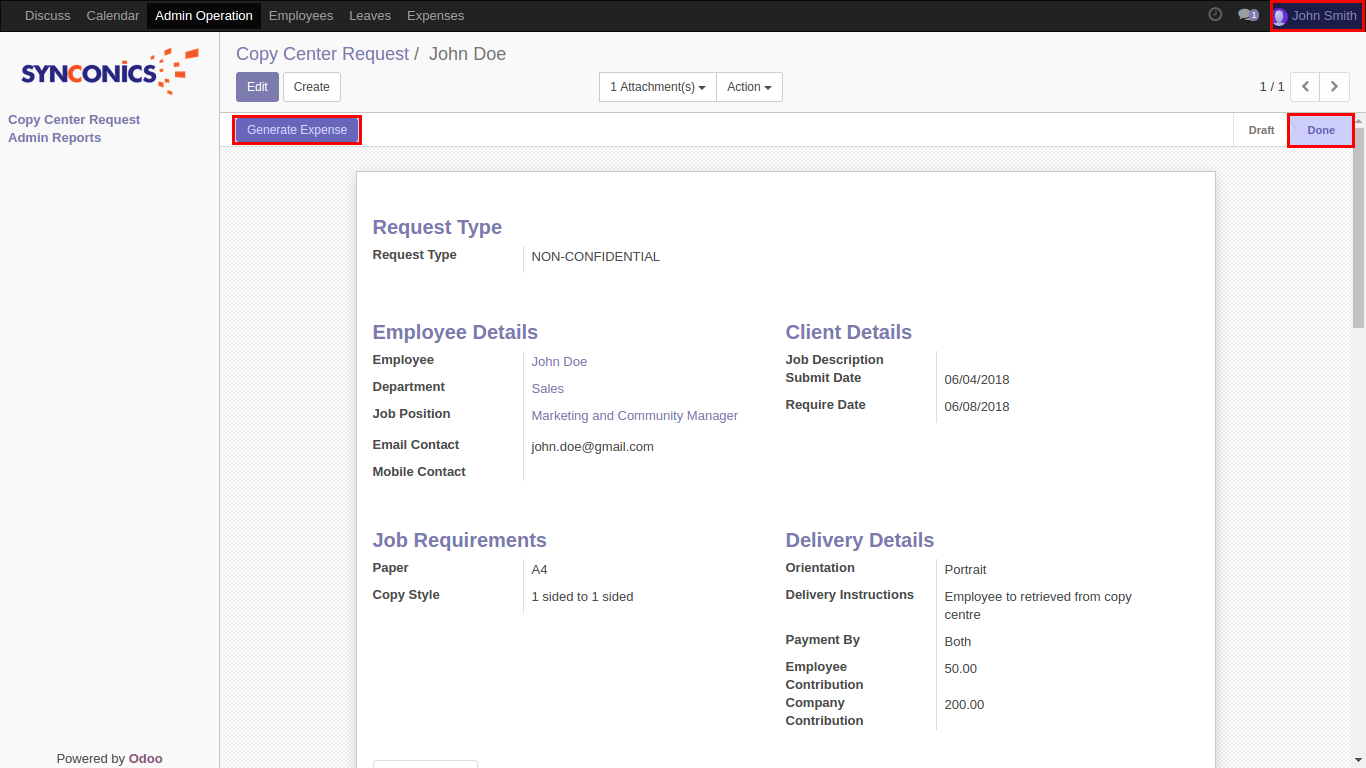 Discuss Calendar Admin Operation Employees Leaves Expenses 1 John Smith
SYNCONICS
Copy Center Request / John Doe
Edit Create 1 Attachment(s) Action 1 / 1
Copy Center Request
Admin Reports
Generate Expense Draft Done
Request Type
Request Type NON-CONFIDENTIAL
Employee Details
Employee John Doe
Department Sales
Job Position Marketing and Community Manager
Email Contact john.doe@gmail.com
Mobile Contact
Client Details
Job Description
Submit Date 06/04/2018
Require Date 06/08/2018
Job Requirements
Paper A4
Copy Style 1 sided to 1 sided
Delivery Details
Orientation Portrait
Delivery Instructions Employee to retrieved from copy
centre
Payment By Both
Employee 50.00
Contribution
Company 200.00
Contribution
Powered by Odoo